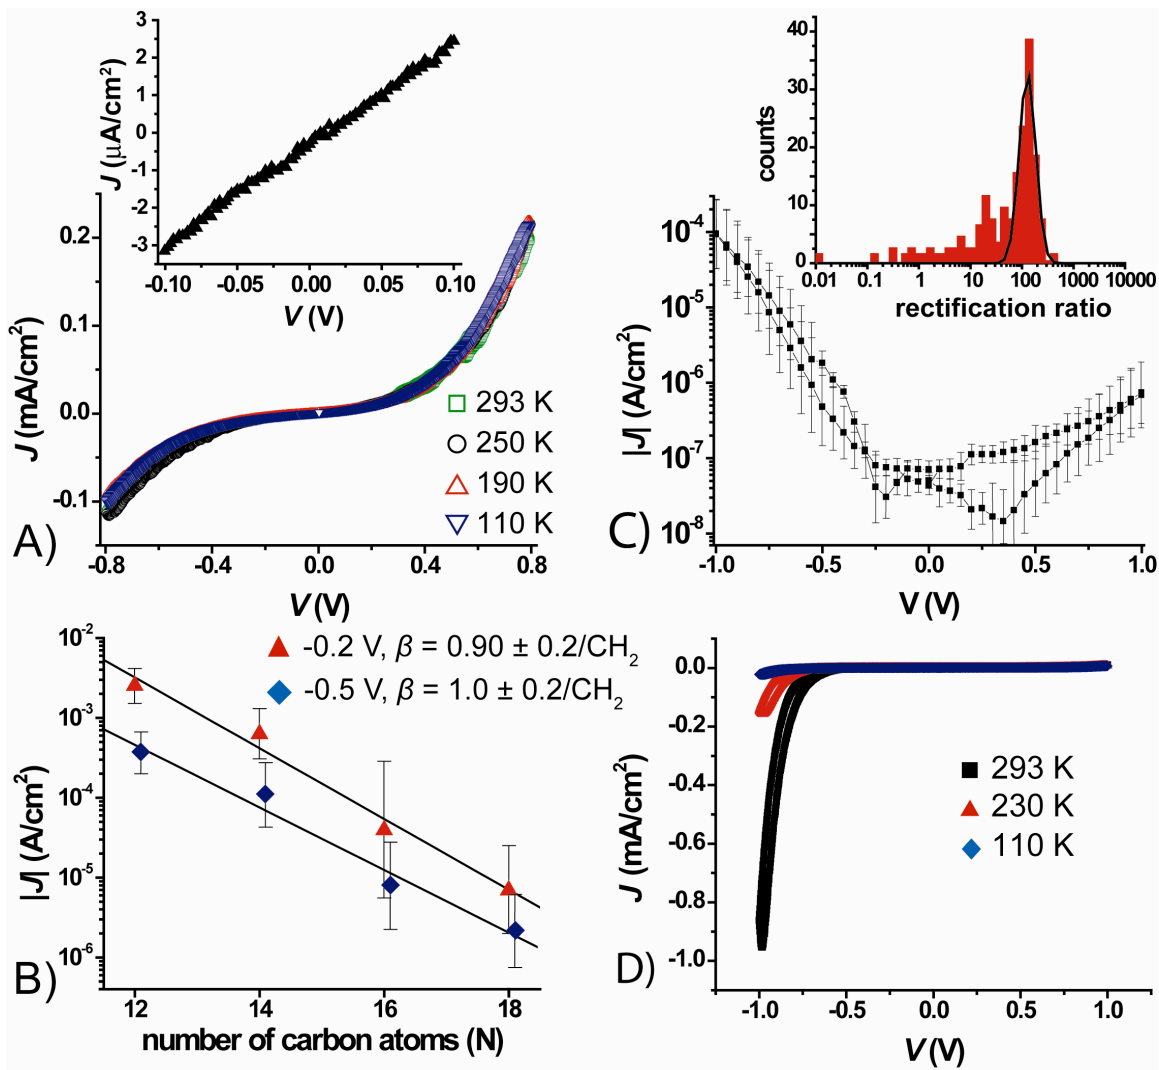 3
2
1
0
-1
-2
-3
J (μA/cm2)
-0.10
-0.05
0.00
0.05
0.10
V (V)
0.2
0.1
0.0
-0.1
J (mA/cm2)
293 K
250 K
190 K
110 K
A)
-0.8
-0.4
0.0
0.4
0.8
V (V)
40
30
20
10
0
counts
0.01
0.1
1
10
100
1000
10000
rectification ratio
10-4
10-5
10-6
10-7
10-8
|J| (A/cm2)
C)
-1.0
-0.5
0.0
0.5
1.0
V (V)
-0.2 V, β = 0.90 ± 0.2/CH2
-0.5 V, β = 1.0 ± 0.2/CH2
10-2
10-3
10-4
10-5
10-6
|J| (A/cm2)
B)
12
14
16
18
number of carbon atoms (N)
0.0
-0.2
-0.4
-0.6
-0.8
-1.0
J (mA/cm2)
293 K
230 K
110 K
D)
-1.0
-0.5
0.0
0.5
1.0
V (V)